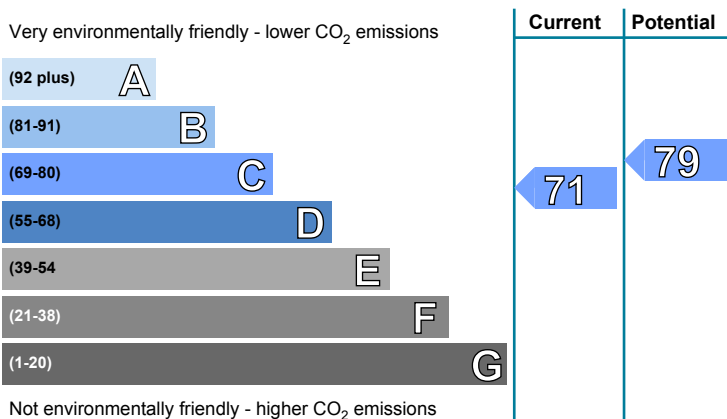 Very environmentally friendly - lower CO2 emissions
Current
Potential
(92 plus) A
(81-91) B
(69-80) C
(55-68) D
(39-54 E
(21-38) F
(1-20) G
71
79
Not environmentally friendly - higher CO2 emissions